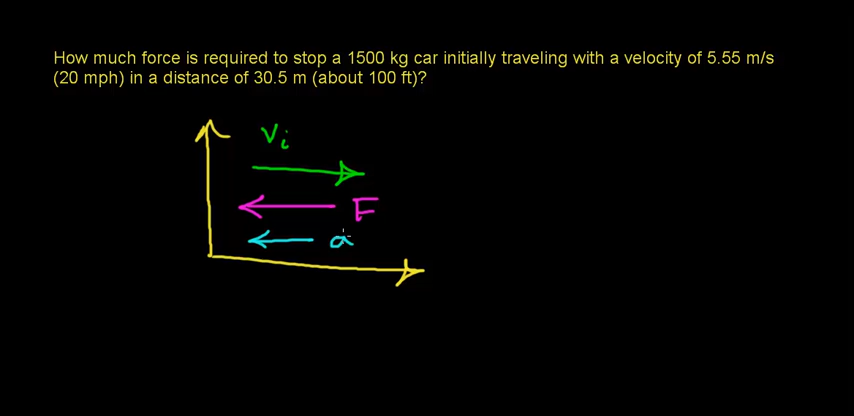 How much force is required to stop a 1500 kg car initially traveling with a velocity of 5.55 m/s
(20 mph) in a distance of 30.5 m (about 100 ft)?
Vi
F
a